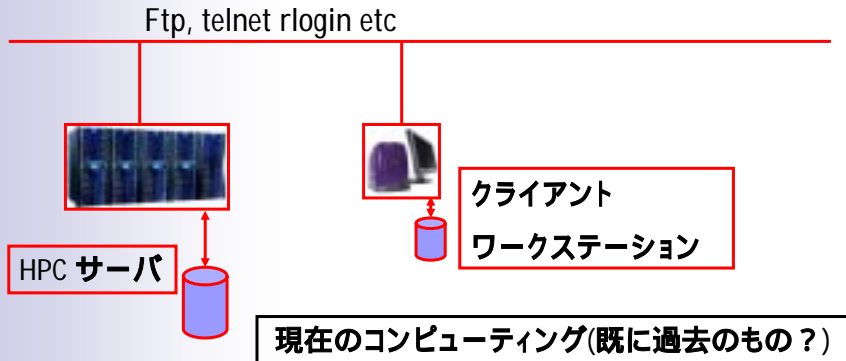 Ftp, telnet rlogin etc
クライアント
ワークステーション
HPC サーバ
現在のコンピューティング(既に過去のもの？)